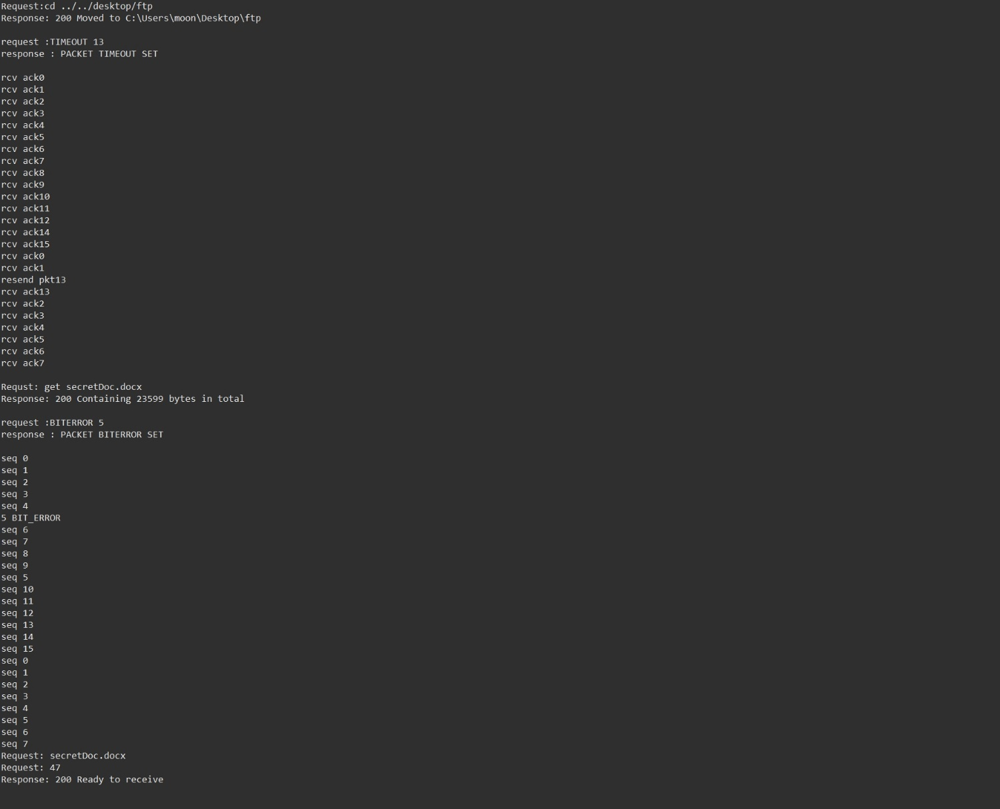 Request:cd ../../desktop/ftp
Response: 200 Moved to C:\Users\moon\Desktop\ftp
request :TIMEOUT 13
response : PACKET TIMEOUT SET
rcv ack0
rcv ack1
rcv ack2
rcv ack3
rcv ack4
rcv ack5
rcv ack6
rcv ack7
rcv ack8
rcv ack9
rcv ack10
rcv ack11
rcv ack12
rcv ack14
rcv ack15
rcv ack0
rcv ack1
resend pkt13
rcv ack13
rcv ack2
rcv ack3
rcv ack4
rcv ack5
rcv ack6
rcv ack7
Requst: get secretDoc.docx
Response: 200 Containing 23599 bytes in total
request :BITERROR 5
response : PACKET BITERROR SET
seq 0
seq 1
seq 2
seq 3
seq 4
5 BIT_ERROR
seq 6
seq 7
seq 8
seq 9
seq 5
seq 10
seq 11
seq 12
seq 13
seq 14
seq 15
seq 0
seq 1
seq 2
seq 3
seq 4
seq 5
seq 6
seq 7
Request: secretDoc.docx
Request: 47
Response: 200 Ready to receive